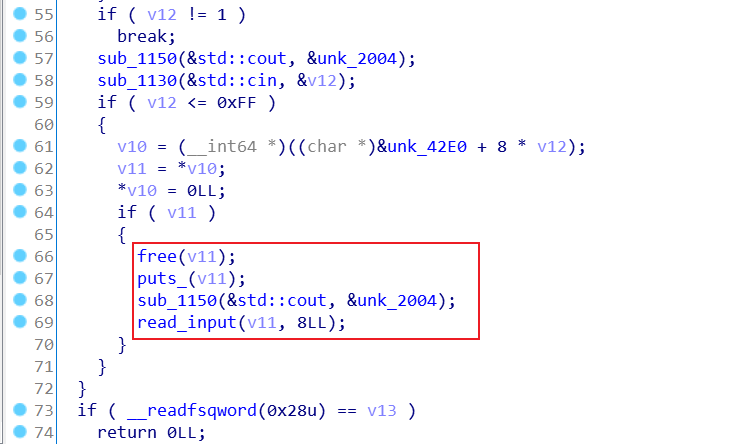 55 if ( v12 != 1 )
56 break;
57 sub_1150(&std::cout, &unk_2004);
58 sub_1130(&std::cin, &v12);
59 if ( v12 <= 0xFF )
60 {
61 v10 = (__int64 *)((char *)&unk_42E0 + 8 * v12);
62 v11 = *v10;
63 *v10 = 0LL;
64 if ( v11 )
65 {
66 free(v11);
67 puts_(v11);
68 sub_1150(&std::cout, &unk_2004);
69 read_input(v11, 8LL);
70 }
71 }
72 }
73 if ( __readfsqword(0x28u) == v13 )
74 return 0LL;